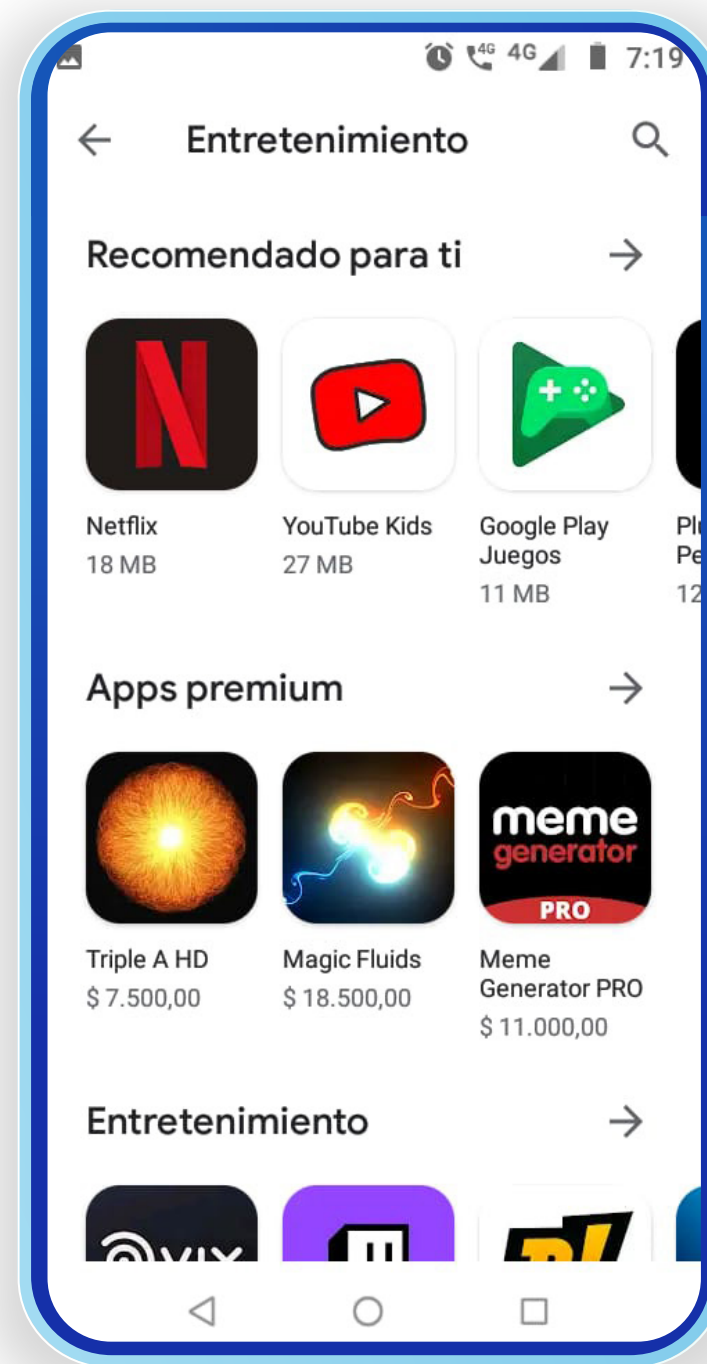 4G 4G 7:19
Entretenimiento
Recomendado para ti
Netflix YouTube Kids Google Play
Juegos
18 MB 27 MB
11 MB
Apps premium
meme
generator
PRO
Triple A HD Magic Fluids Meme
Generator PRO
$ 7.500,00 $ 18.500,00
$ 11.000,00
Entretenimiento